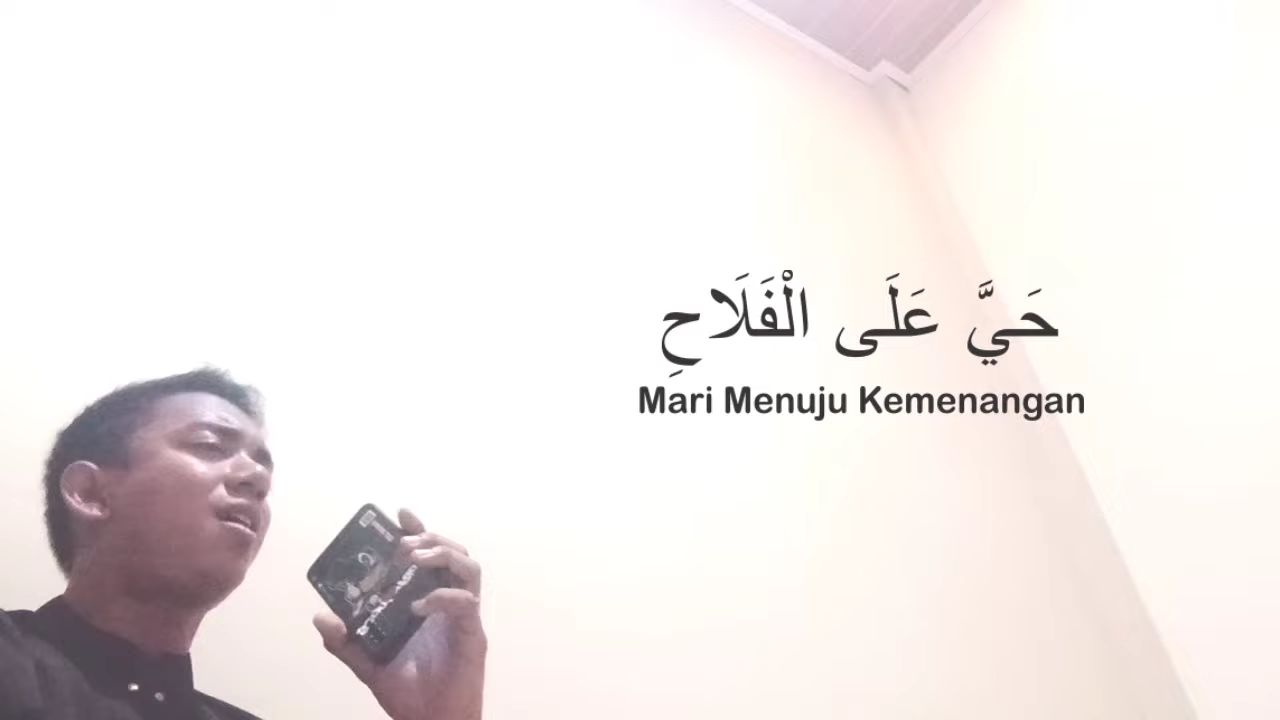 حَيَّ عَلَى الْفَلَاحِ
Mari Menuju Kemenangan